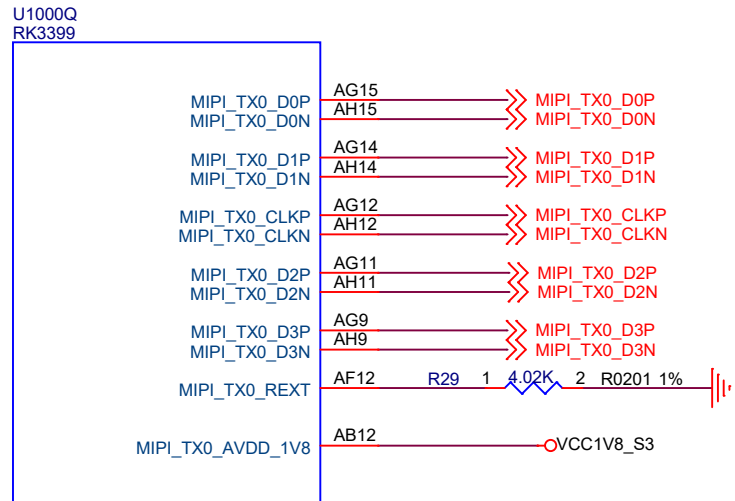 U1000Q
RK3399
MIPI_TX0_D0P AG15 MIPI_TX0_D0P
MIPI_TX0_D0N AH15 MIPI_TX0_D0N
MIPI_TX0_D1P AG14 MIPI_TX0_D1P
MIPI_TX0_D1N AH14 MIPI_TX0_D1N
MIPI_TX0_CLKP AG12 MIPI_TX0_CLKP
MIPI_TX0_CLKN AH12 MIPI_TX0_CLKN
MIPI_TX0_D2P AG11 MIPI_TX0_D2P
MIPI_TX0_D2N AH11 MIPI_TX0_D2N
MIPI_TX0_D3P AG9 MIPI_TX0_D3P
MIPI_TX0_D3N AH9 MIPI_TX0_D3N
MIPI_TX0_REXT AF12 R29 1 4.02K 2 R0201 1%
MIPI_TX0_AVDD_1V8 AB12 VCC1V8_S3